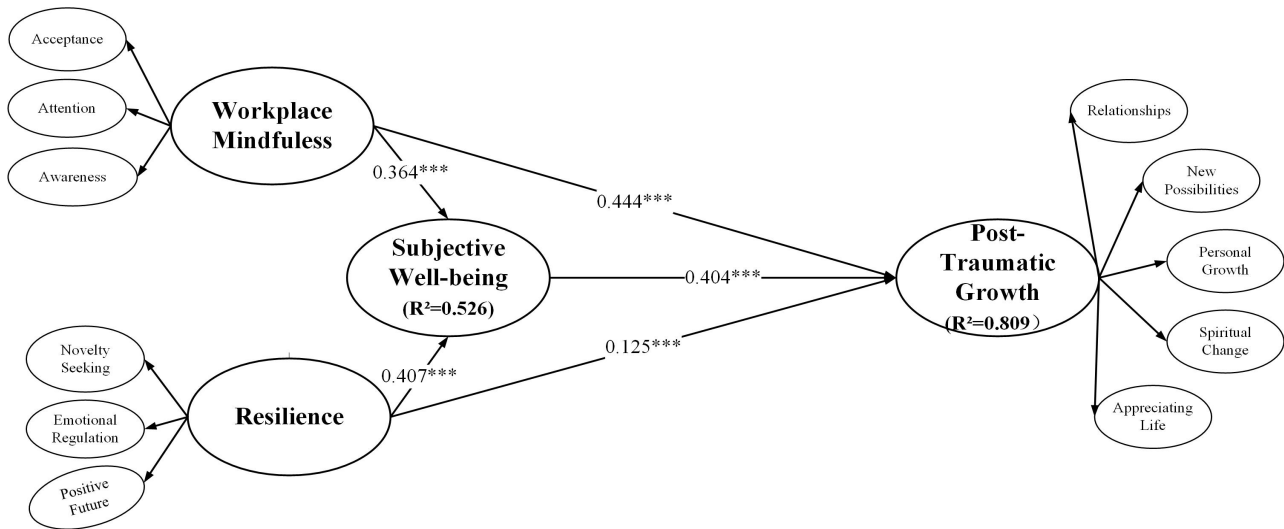 Acceptance
Attention
Awareness
Workplace
Mindfuless
0.364***
0.444***
Subjective
Well-being
(R²=0.526)
0.404***
Post-
Traumatic
Growth
(R²=0.809）
Relationships
New
Possibilities
Personal
Growth
Spiritual
Change
Appreciating
Life
0.125***
0.407***
Novelty
Seeking
Emotional
Regulation
Positive
Future
Resilience